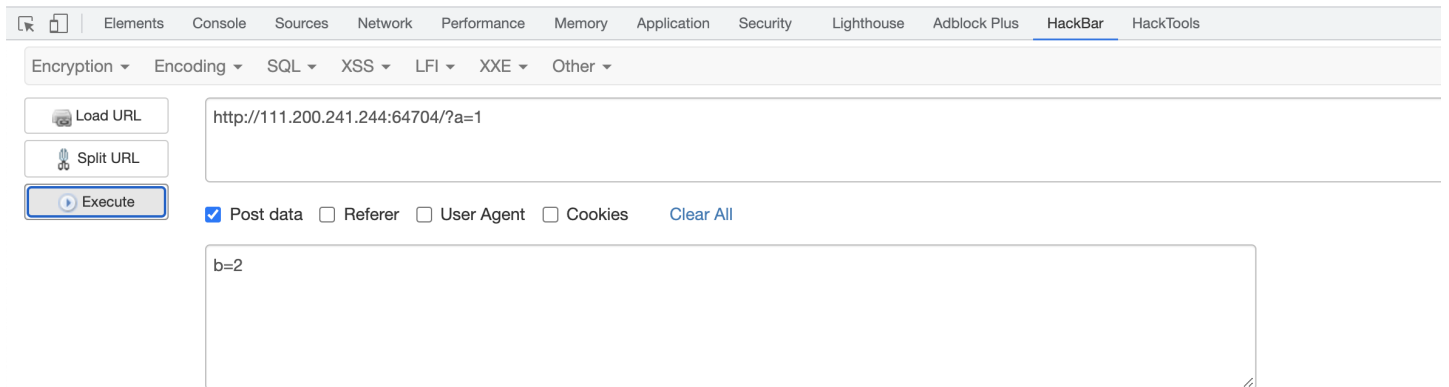 Elements Console Sources Network Performance Memory Application Security Lighthouse Adblock Plus HackBar HackTools
Encryption Encoding SQL XSS LFI XXE Other
Load URL
http://111.200.241.244:64704/?a=1
Split URL
Execute
Post data Referer User Agent Cookies Clear All
b=2